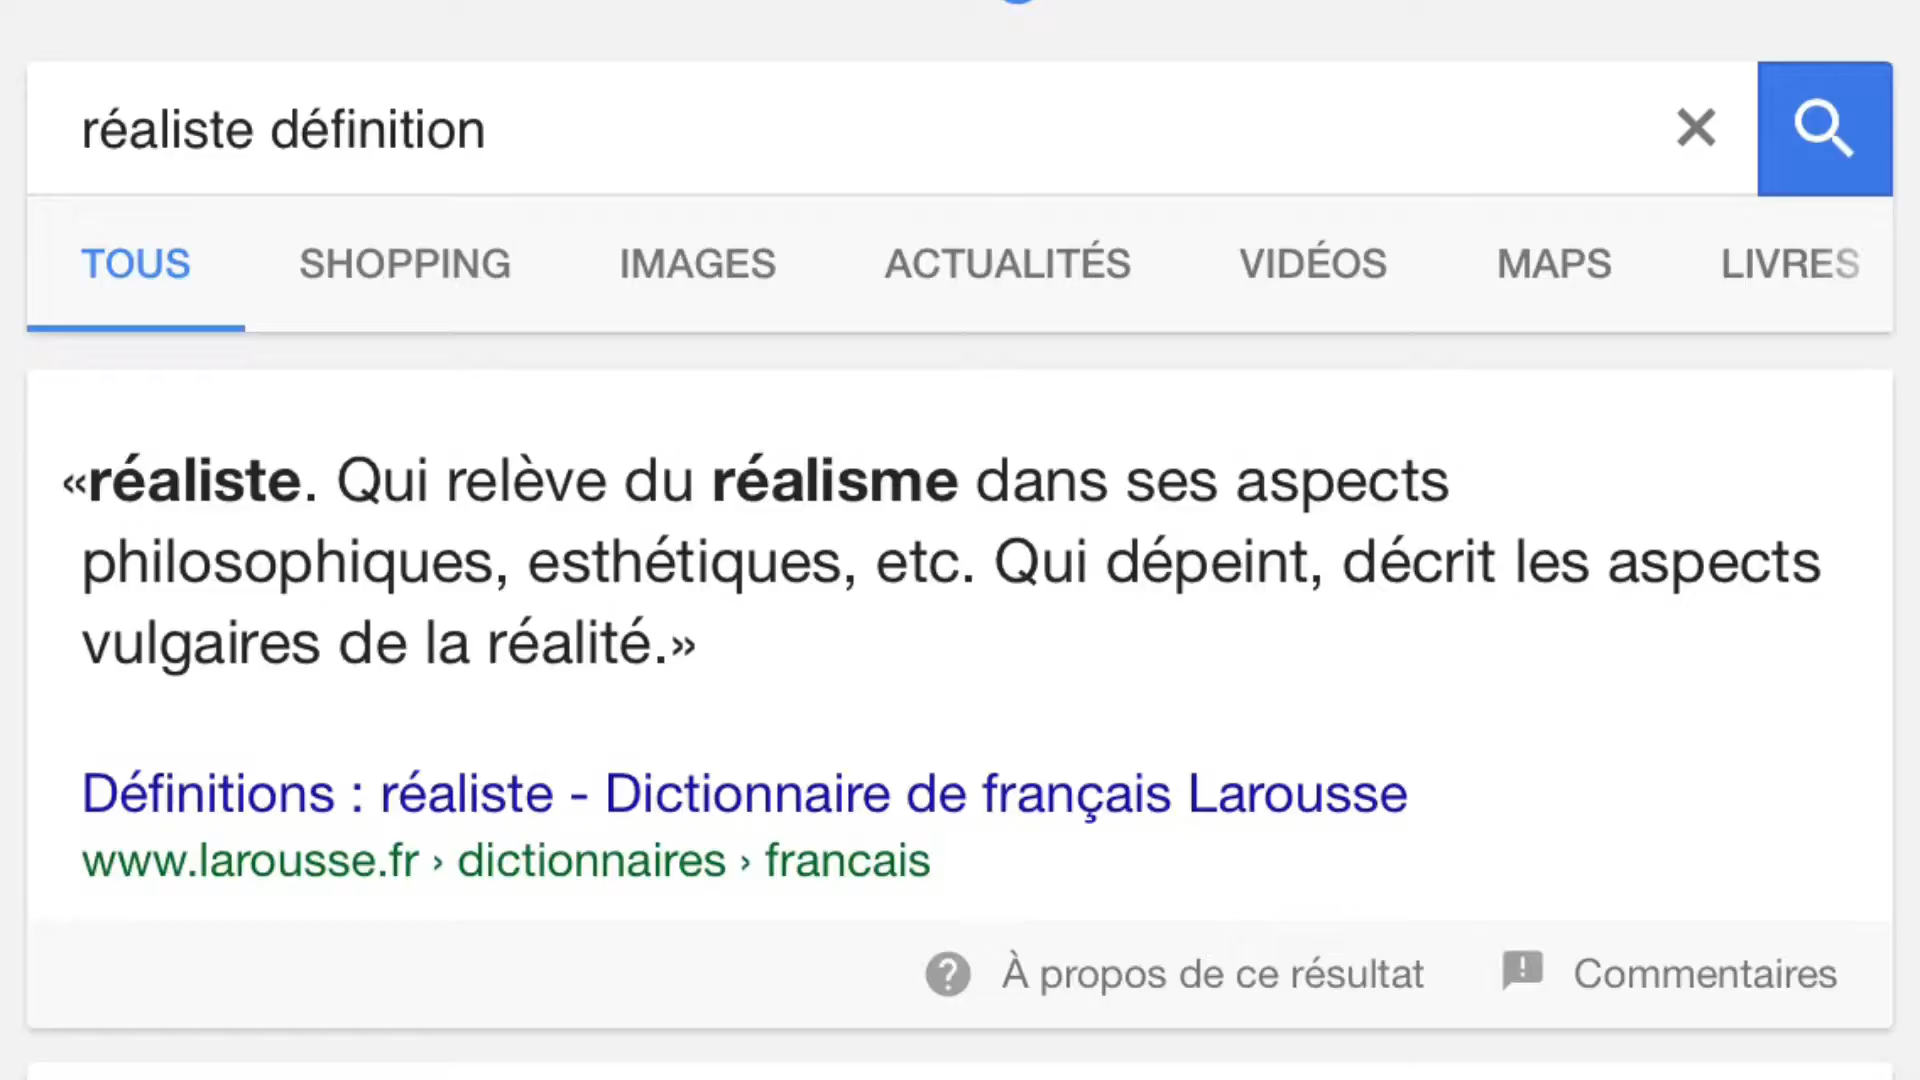 réaliste définition
TOUS SHOPPING IMAGES ACTUALITÉS VIDÉOS MAPS LIVRES
«réaliste. Qui relève du réalisme dans ses aspects
philosophiques, esthétiques, etc. Qui dépeint, décrit les aspects
vulgaires de la réalité.»
Définitions : réaliste - Dictionnaire de français Larousse
www.larousse.fr › dictionnaires › francais
À propos de ce résultat Commentaires